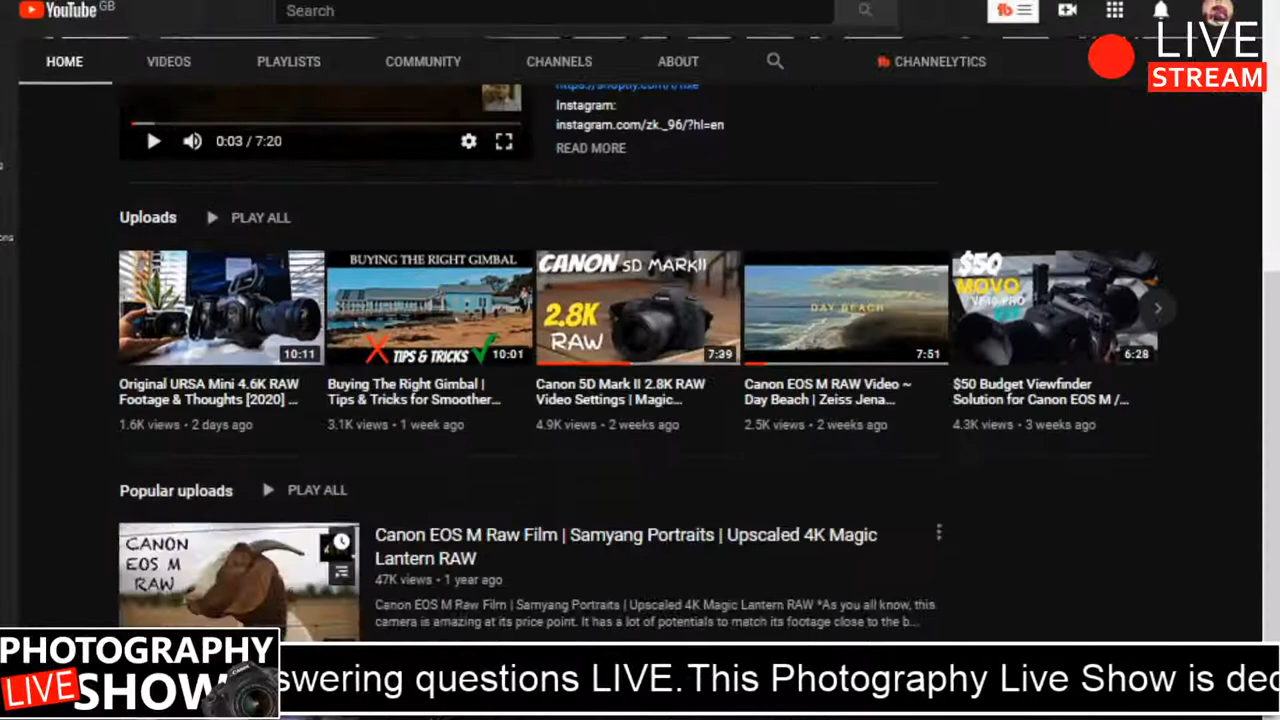 YouTube GB
Search
LIVE
STREAM
HOME VIDEOS PLAYLISTS COMMUNITY CHANNELS ABOUT CHANNELYTICS
Instagram:
0:03 / 7:20
instagram.com/zk._96/?hl=en
READ MORE
Uploads PLAY ALL
BUYING THE RIGHT GIMBAL
TIPS & TRICKS
CANON 5D MARKII
2.8K
RAW
DAY BEACH
$50
MOVO
10:11
10:01
7:39
7:51
6:28
Original URSA Mini 4.6K RAW
Footage & Thoughts [2020] ...
1.6K views • 2 days ago
Buying The Right Gimbal |
Tips & Tricks for Smoother...
3.1K views • 1 week ago
Canon 5D Mark II 2.8K RAW
Video Settings | Magic...
4.9K views • 2 weeks ago
Canon EOS M RAW Video ~
Day Beach | Zeiss Jena...
2.5K views • 2 weeks ago
$50 Budget Viewfinder
Solution for Canon EOS M /...
4.3K views • 3 weeks ago
Popular uploads PLAY ALL
CANON
EOS M
RAW
Canon EOS M Raw Film | Samyang Portraits | Upscaled 4K Magic
Lantern RAW
47K views • 1 year ago
Canon EOS M Raw Film | Samyang Portraits | Upscaled 4K Magic Lantern RAW *As you all know, this
camera is amazing at its price point. It has a lot of potentials to match its footage close to the b...
PHOTOGRAPHY
LIVE SHOW
swering questions LIVE. This Photography Live Show is dec